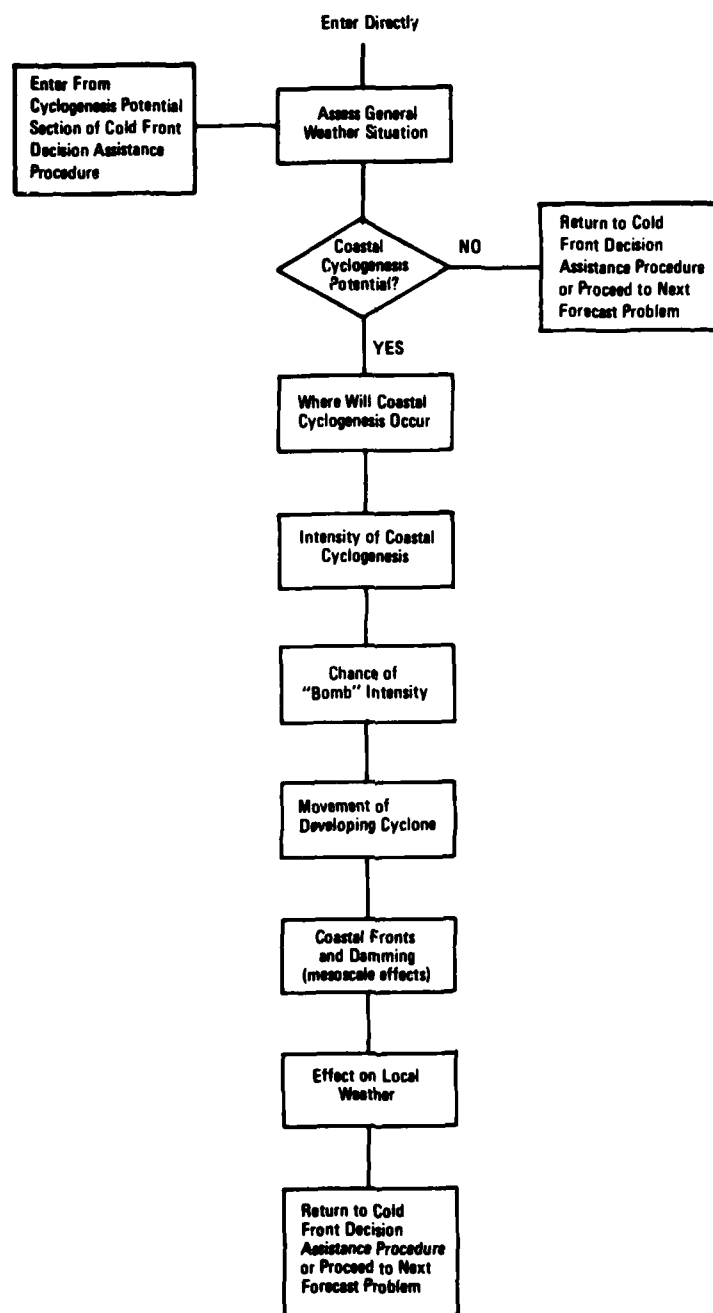 Enter Directly
Enter From
Cyclogenesis Potential
Section of Cold Front
Decision Assistance
Procedure
Assess General
Weather Situation
Coastal
Cyclogenesis
Potential?
NO
Return to Cold
Front Decision
Assistance Procedure
or Proceed to Next
Forecast Problem
YES
Where Will Coastal
Cyclogenesis Occur
Intensity of Coastal
Cyclogenesis
Chance of
"Bomb" Intensity
Movement of
Developing Cyclone
Coastal Fronts
and Damming
(mesoscale effects)
Effect on Local
Weather
Return to Cold
Front Decision
Assistance Procedure
or Proceed to Next
Forecast Problem